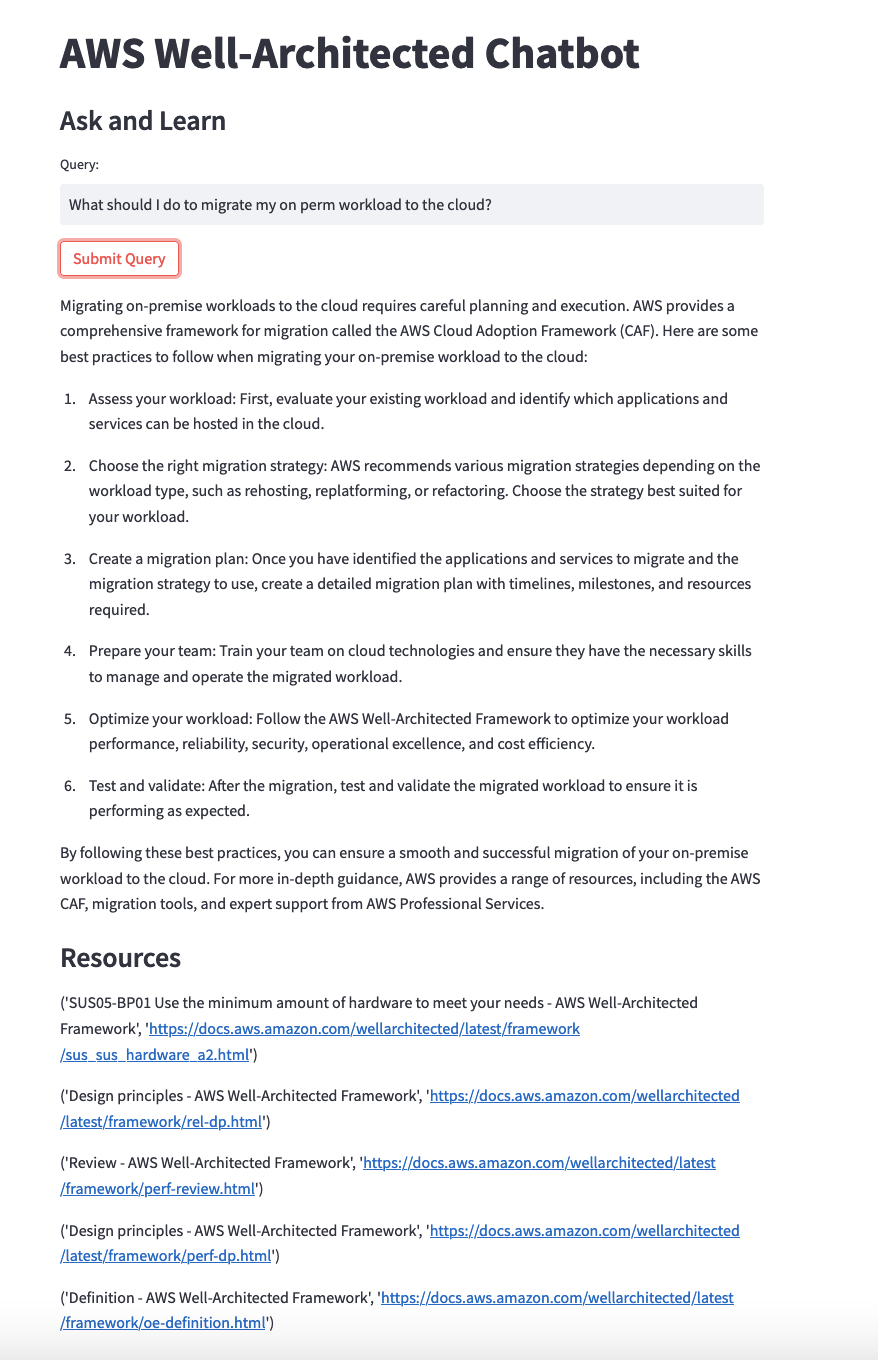 AWS Well-Architected Chatbot
Ask and Learn
Query:
What should I do to migrate my on perm workload to the cloud?
Submit Query
Migrating on-premise workloads to the cloud requires careful planning and execution. AWS provides a
comprehensive framework for migration called the AWS Cloud Adoption Framework (CAF). Here are some
best practices to follow when migrating your on-premise workload to the cloud:
1. Assess your workload: First, evaluate your existing workload and identify which applications and
services can be hosted in the cloud.
2. Choose the right migration strategy: AWS recommends various migration strategies depending on the
workload type, such as rehosting, replatforming, or refactoring. Choose the strategy best suited for
your workload.
3. Create a migration plan: Once you have identified the applications and services to migrate and the
migration strategy to use, create a detailed migration plan with timelines, milestones, and resources
required.
4. Prepare your team: Train your team on cloud technologies and ensure they have the necessary skills
to manage and operate the migrated workload.
5. Optimize your workload: Follow the AWS Well-Architected Framework to optimize your workload
performance, reliability, security, operational excellence, and cost efficiency.
6. Test and validate: After the migration, test and validate the migrated workload to ensure it is
performing as expected.
By following these best practices, you can ensure a smooth and successful migration of your on-premise
workload to the cloud. For more in-depth guidance, AWS provides a range of resources, including the AWS
CAF, migration tools, and expert support from AWS Professional Services.
Resources
('SUS05-BP01 Use the minimum amount of hardware to meet your needs - AWS Well-Architected
Framework', 'https://docs.aws.amazon.com/wellarchitected/latest/framework
/sus_sus_hardware_a2.html')
('Design principles - AWS Well-Architected Framework', 'https://docs.aws.amazon.com/wellarchitected
/latest/framework/rel-dp.html')
('Review - AWS Well-Architected Framework', 'https://docs.aws.amazon.com/wellarchitected/latest
/framework/perf-review.html')
('Design principles - AWS Well-Architected Framework', 'https://docs.aws.amazon.com/wellarchitected
/latest/framework/perf-dp.html')
('Definition - AWS Well-Architected Framework', 'https://docs.aws.amazon.com/wellarchitected/latest
/framework/oe-definition.html')